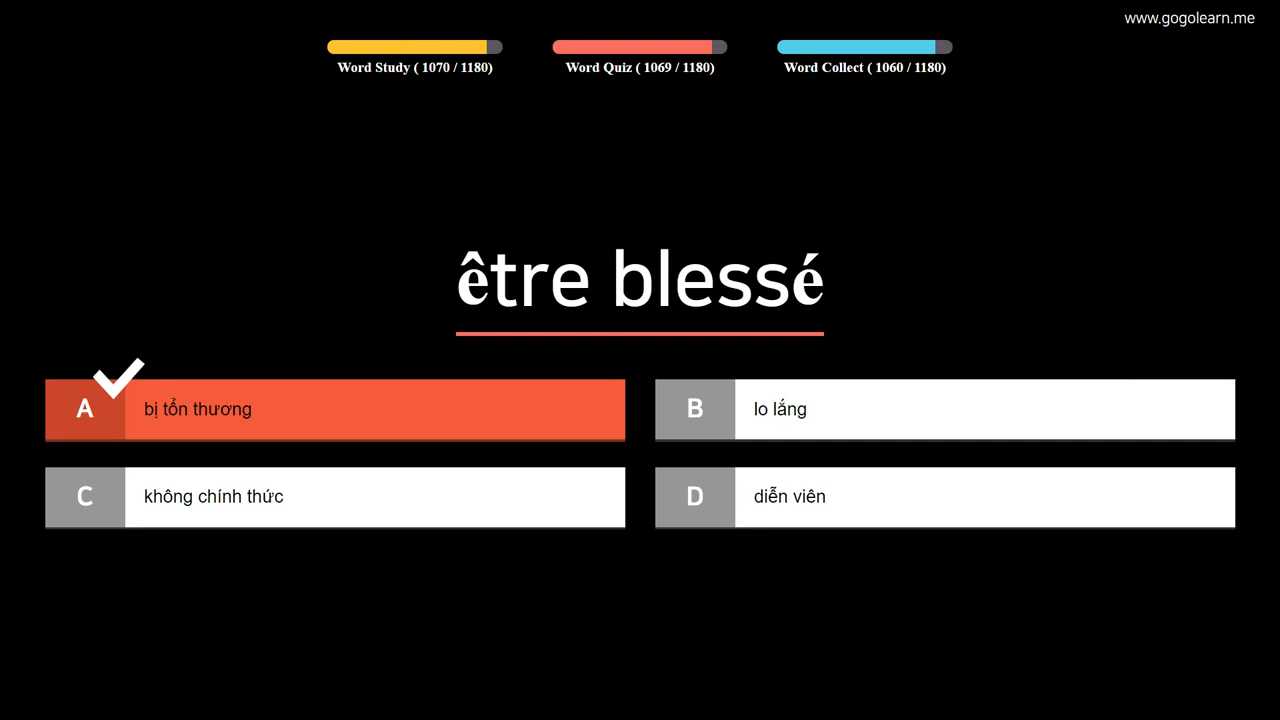 www.gogolearn.me
Word Study ( 1070 / 1180)
Word Quiz ( 1069 / 1180)
Word Collect ( 1060 / 1180)
être blessé
A bị tổn thương
B lo lắng
C không chính thức
D diễn viên